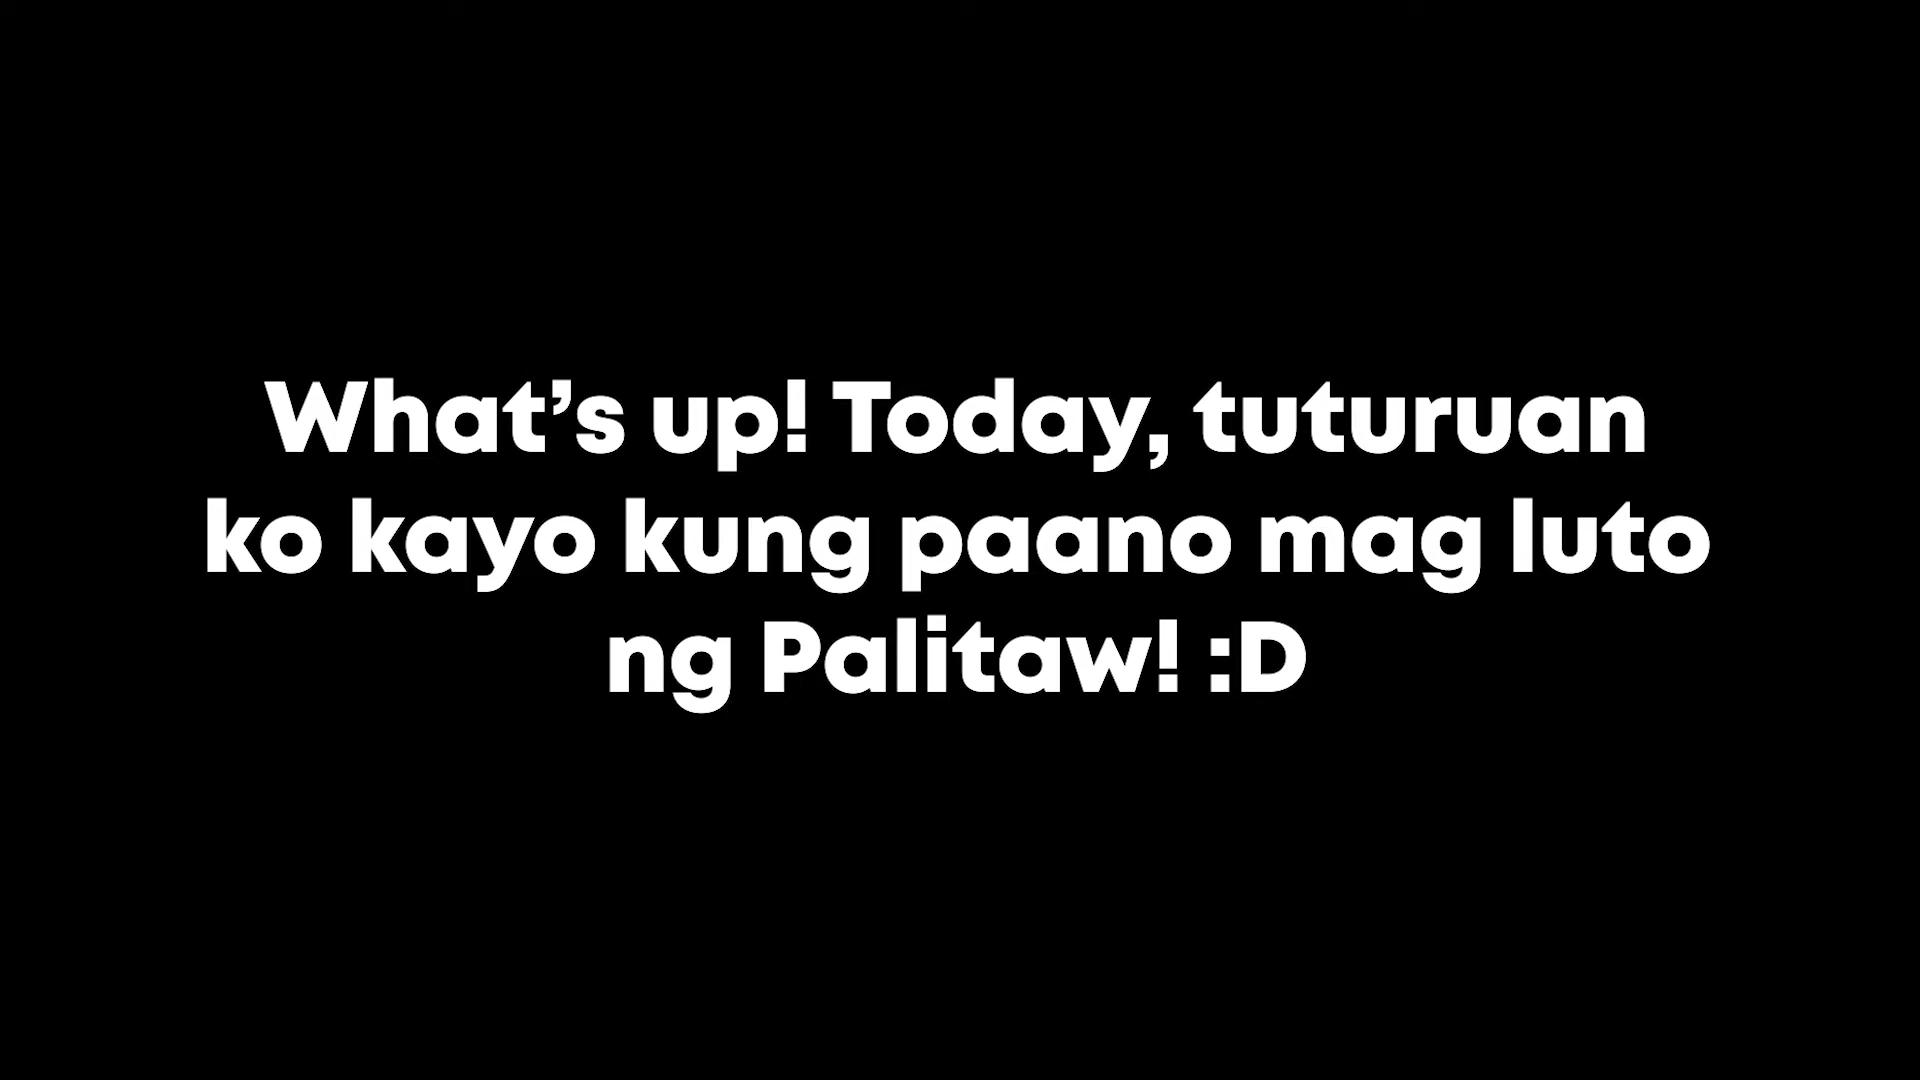 What’s up! Today, tuturuan
ko kayo kung paano mag luto
ng Palitaw! :D